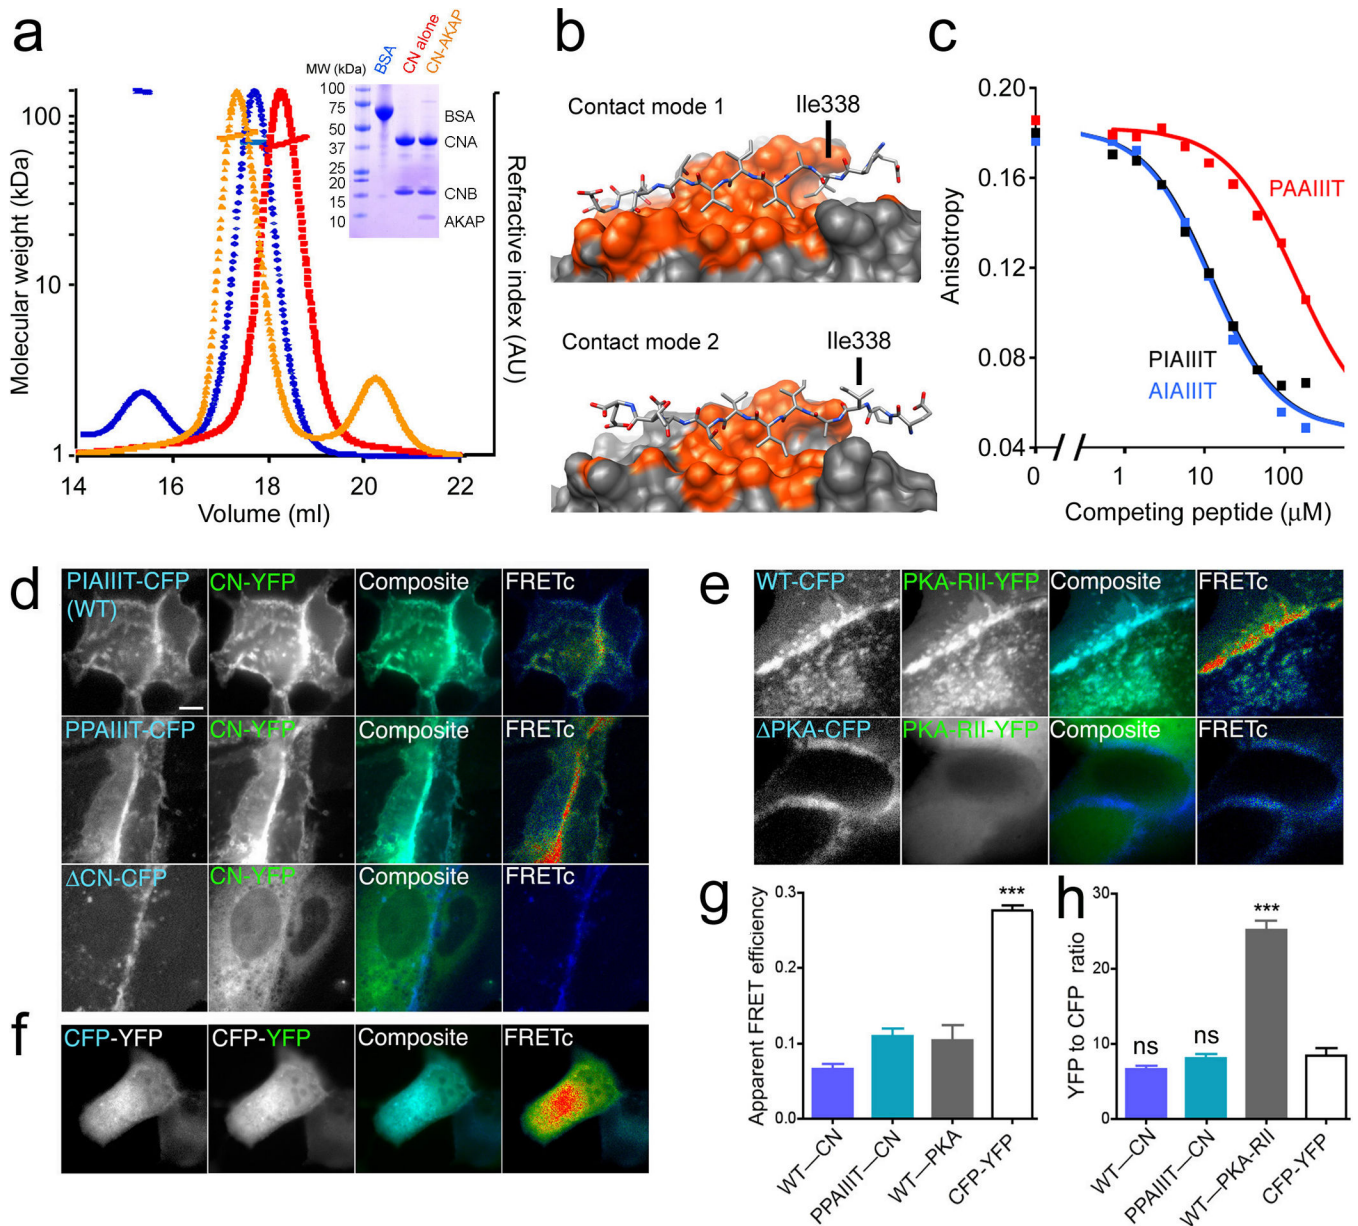 a
MW (kDa)
BSA
CN alone
CN-AKAP
100
75
50
37
25
20
15
10
BSA
CNA
CNB
AKAP
Molecular weight (kDa)
100
10
1
14
16
18
20
22
Volume (ml)
Refractive index (AU)
b
Contact mode 1
Ile338
Contact mode 2
Ile338
c
Anisotropy
0.20
0.16
0.12
0.08
0.04
PAAIIIT
PIAIIIT
AIAIIIT
0
1
10
100
Competing peptide (μM)
d
PIAIIIT-CFP
(WT)
CN-YFP
Composite
FRETc
PPAIIIT-CFP
CN-YFP
Composite
FRETc
ΔCN-CFP
CN-YFP
Composite
FRETc
e
WT-CFP
PKA-RII-YFP
Composite
FRETc
ΔPKA-CFP
PKA-RII-YFP
Composite
FRETc
f
CFP-YFP
CFP-YFP
Composite
FRETc
g
Apparent FRET efficiency
0.3
0.2
0.1
0.0
***
WT—CN
PPAIIIT—CN
WT—PKA
CFP-YFP
h
YFP to CFP ratio
30
20
10
0
ns
ns
***
WT—CN
PPAIIIT—CN
WT—PKA-RII
CFP-YFP